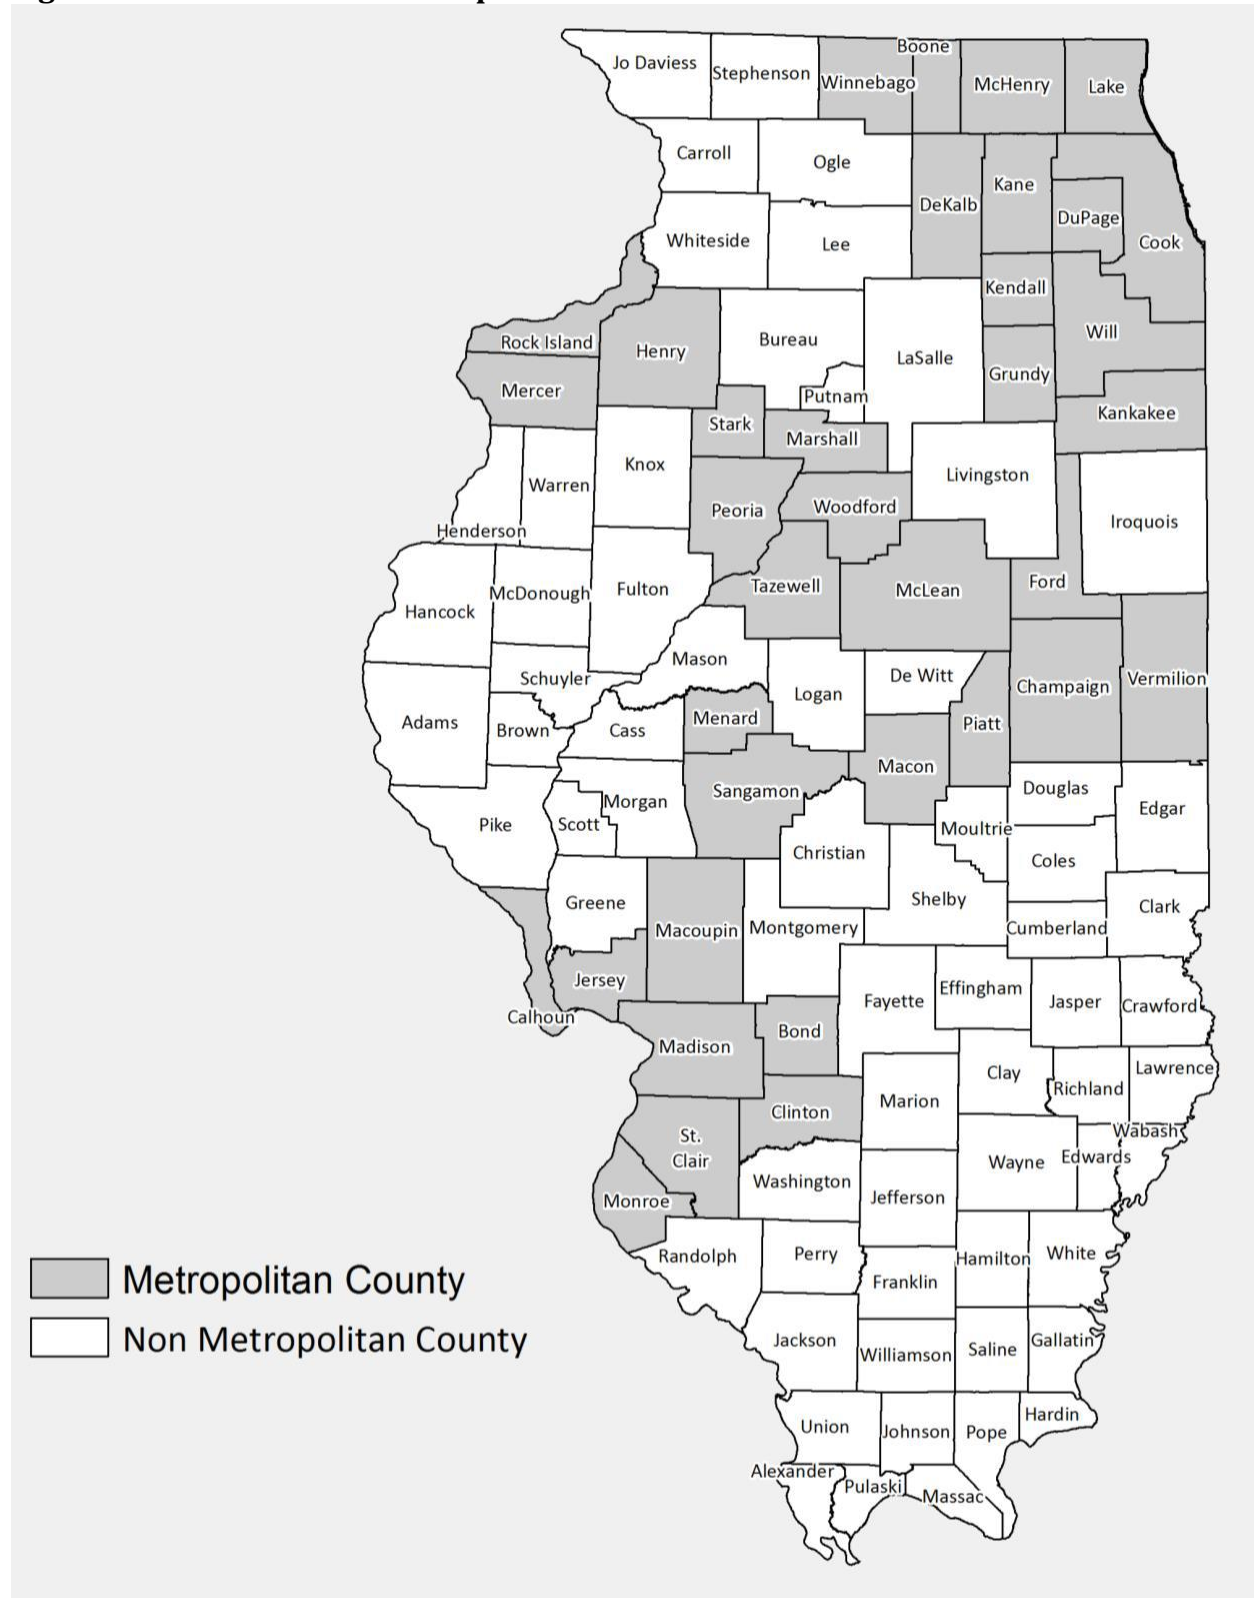 Boone
Jo Daviess
Stephenson
Winnebago
McHenry
Lake
Carroll
Ogle
Kane
DeKalb
DuPage
Cook
Whiteside
Lee
Kendall
Will
Rock Island
Henry
Bureau
LaSalle
Grundy
Mercer
Putnam
Kankakee
Stark
Marshall
Knox
Warren
Livingston
Peoria
Woodford
Iroquois
Henderson
Hancock
McDonough
Fulton
Tazewell
McLean
Ford
Mason
Schuyler
De Witt
Logan
Champaign
Vermilion
Adams
Brown
Cass
Menard
Piatt
Macon
Sangamon
Douglas
Morgan
Edgar
Pike
Scott
Moultrie
Christian
Coles
Greene
Shelby
Clark
Macoupin
Montgomery
Cumberland
Jersey
Effingham
Fayette
Jasper
Crawford
Calhoun
Bond
Madison
Clay
Lawrence
Richland
Marion
Clinton
Wabash
St.
Clair
Wayne
Edwards
Washington
Jefferson
Monroe
Randolph
Perry
Hamilton
White
Franklin
Metropolitan County
Non Metropolitan County
Jackson
Williamson
Saline
Gallatin
Union
Johnson
Pope
Hardin
Alexander
Pulaski
Massac